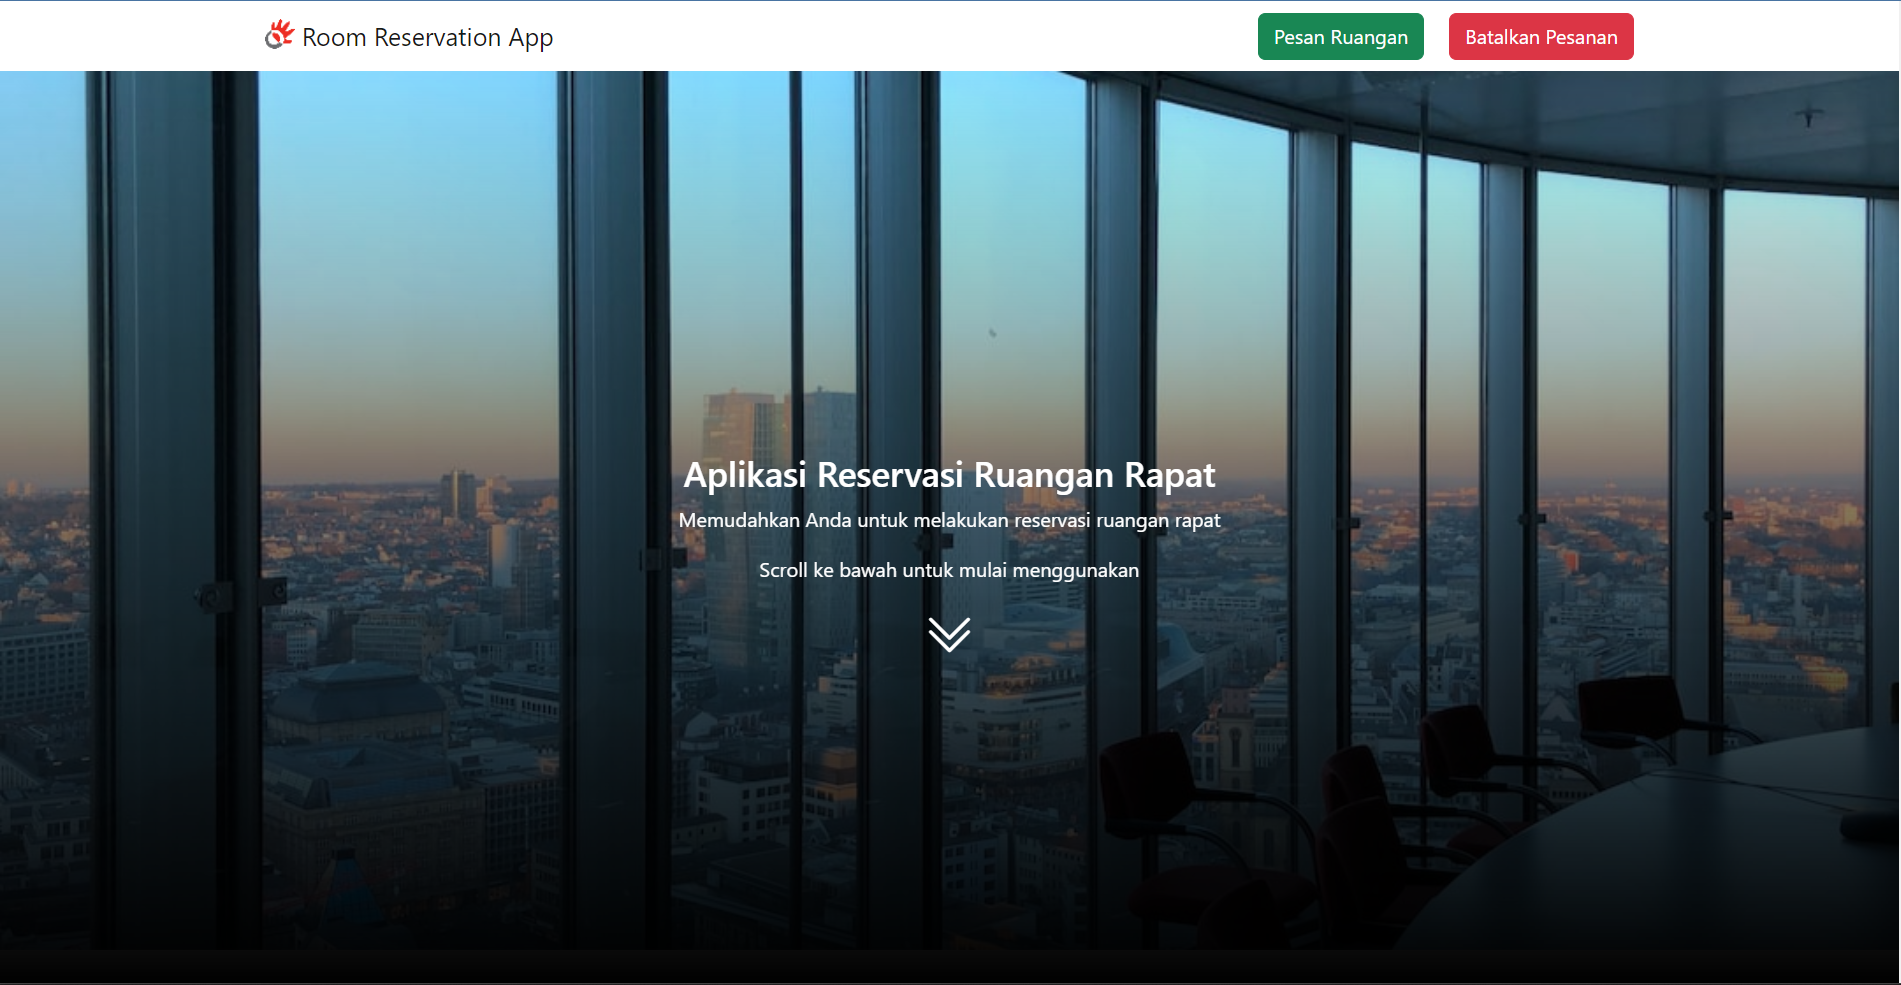 Room Reservation App
Pesan Ruangan
Batalkan Pesanan
Aplikasi Reservasi Ruangan Rapat
Memudahkan Anda untuk melakukan reservasi ruangan rapat
Scroll ke bawah untuk mulai menggunakan